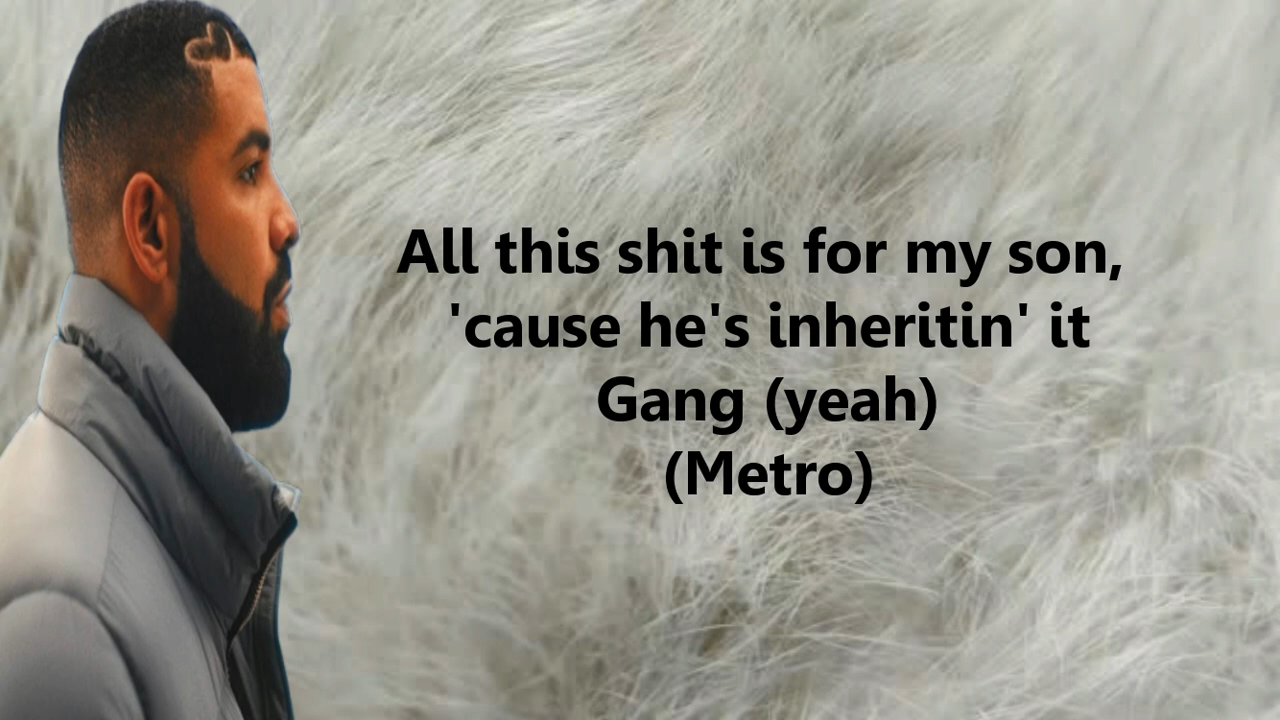 All this shit is for my son,
'cause he's inheritin' it
Gang (yeah)
(Metro)